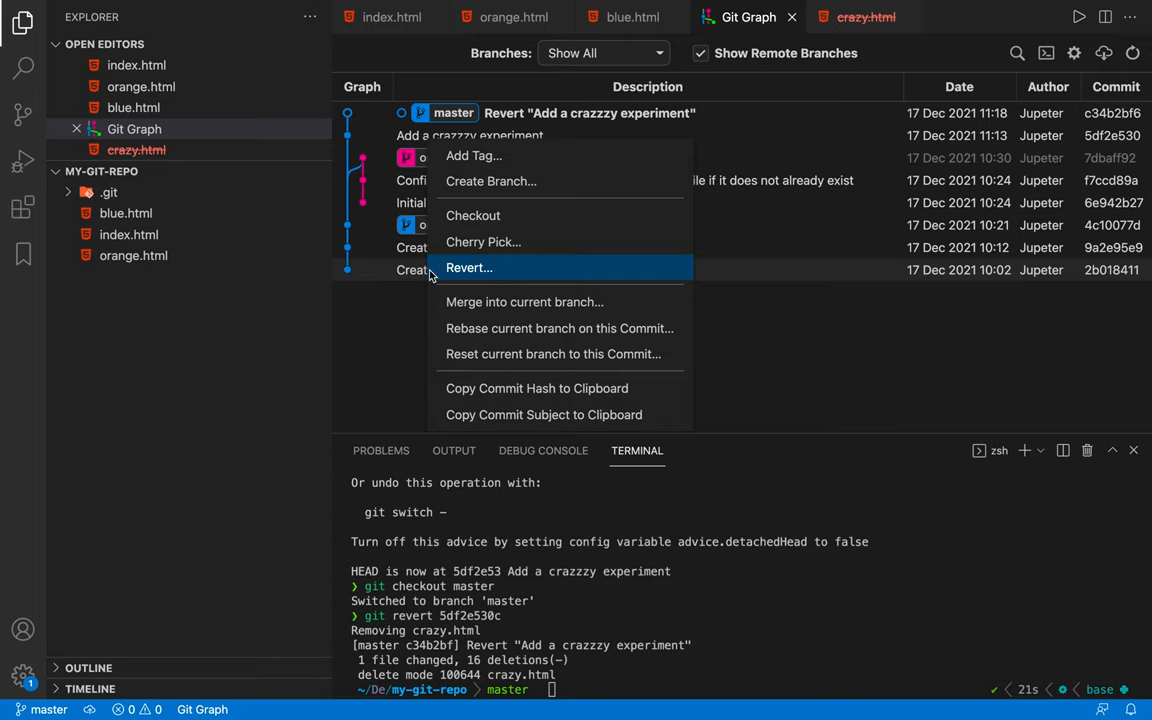 EXPLORER
OPEN EDITORS
index.html
orange.html
blue.html
Git Graph
crazy.html
MY-GIT-REPO
.git
blue.html
index.html
orange.html
OUTLINE
TIMELINE
index.html orange.html blue.html Git Graph crazy.html
Branches: Show All Show Remote Branches
Graph Description Date Author Commit
master Revert "Add a crazzzy experiment" 17 Dec 2021 11:18 Jupeter c34b2bf6
Add a crazzzy experiment 17 Dec 2021 11:13 Jupeter 5df2e530
o 17 Dec 2021 10:30 Jupeter 7dbaff92
Confi le if it does not already exist 17 Dec 2021 10:24 Jupeter f7ccd89a
Initial 17 Dec 2021 10:24 Jupeter 6e942b27
o 17 Dec 2021 10:21 Jupeter 4c10077d
Creat 17 Dec 2021 10:12 Jupeter 9a2e95e9
Creat 17 Dec 2021 10:02 Jupeter 2b018411
Add Tag...
Create Branch...
Checkout
Cherry Pick...
Revert...
Merge into current branch...
Rebase current branch on this Commit...
Reset current branch to this Commit...
Copy Commit Hash to Clipboard
Copy Commit Subject to Clipboard
PROBLEMS OUTPUT DEBUG CONSOLE TERMINAL zsh
Or undo this operation with:
git switch -
Turn off this advice by setting config variable advice.detachedHead to false
HEAD is now at 5df2e53 Add a crazzzy experiment
❯ git checkout master
Switched to branch 'master'
❯ git revert 5df2e530c
Removing crazy.html
[master c34b2bf] Revert "Add a crazzzy experiment"
1 file changed, 16 deletions(-)
delete mode 100644 crazy.html
~/De/my-git-repo master 21s base
1
master 0 0 Git Graph